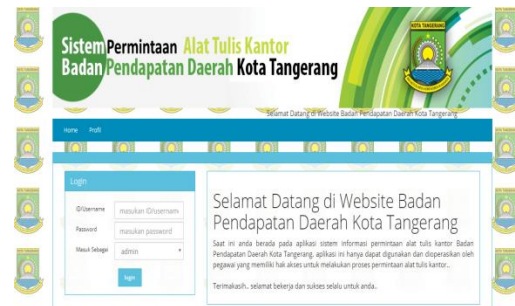 Sistem Permintaan Alat Tulis Kantor
Badan Pendapatan Daerah Kota Tangerang
KOTA TANGERANG
Selamat Datang di Website Badan Pendapatan Daerah Kota Tangerang
Home Profil
Login
ID/Username masukan ID/username
Password masukan password
Masuk Sebagai admin
login
Selamat Datang di Website Badan
Pendapatan Daerah Kota Tangerang
Saat ini anda berada pada aplikasi sistem informasi permintaan alat tulis kantor Badan
Pendapatan Daerah Kota Tangerang, aplikasi ini hanya dapat digunakan dan dioperasikan oleh
pegawai yang memiliki hak akses untuk melakukan proses permintaan alat tulis kantor..
Terimakasih.. selamat bekerja dan sukses selalu untuk anda..